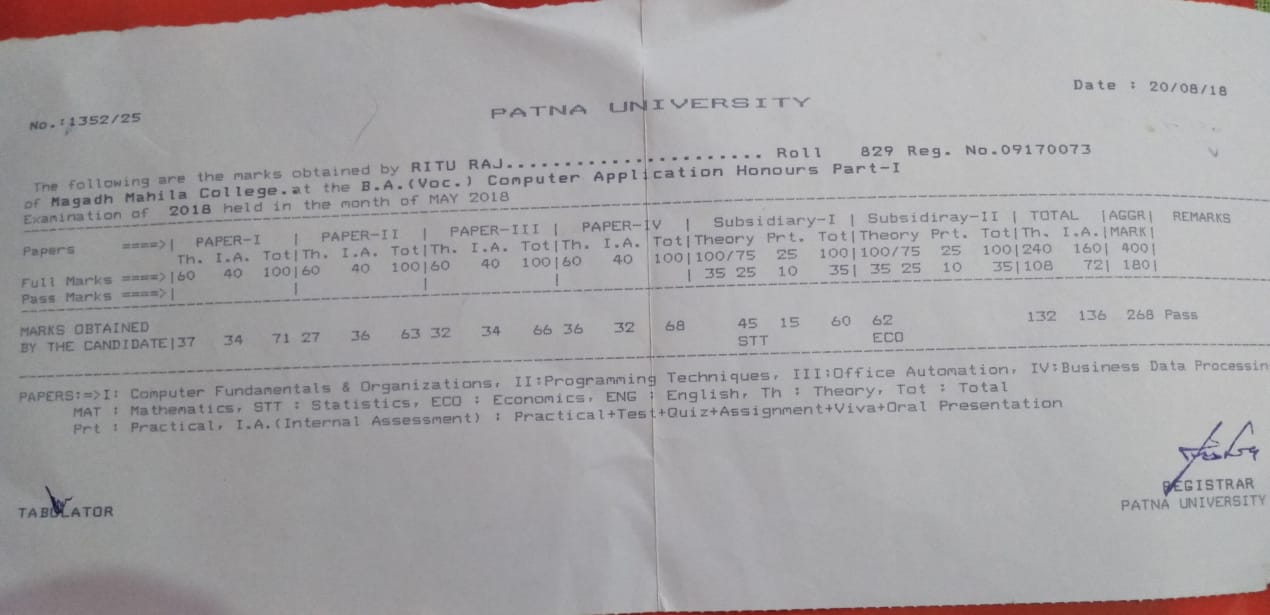 No.:1352/25
PATNA UNIVERSITY
Date : 20/08/18
The following are the marks obtained by RITU RAJ....................... Roll 829 Reg. No.09170073
of Magadh Mahila College.at the B.A.(Voc.) Computer Application Honours Part-I
Examination of 2018 held in the month of MAY 2018
Papers ====>| PAPER-I | PAPER-II | PAPER-III | PAPER-IV | Subsidiary-I | Subsidiray-II | TOTAL |AGGR| REMARKS
Th. I.A. Tot|Th. I.A. Tot|Th. I.A. Tot|Th. I.A. Tot|Theory Prt. Tot|Theory Prt. Tot|Th. I.A.|MARK|
Full Marks ====>|60 40 100|60 40 100|60 40 100|60 40 100|100/75 25 100|100/75 25 100|240 160| 400|
Pass Marks ====>| | | | | 35 25 10 35| 35 25 10 35|108 72| 180|
MARKS OBTAINED
BY THE CANDIDATE|37 34 71 27 36 63 32 34 66 36 32 68 45 15 60 62 132 136 268 Pass
STT ECO
PAPERS:=>I: Computer Fundamentals & Organizations, II:Programming Techniques, III:Office Automation, IV:Business Data Processin
MAT : Mathematics, STT : Statistics, ECO : Economics, ENG : English, Th : Theory, Tot : Total
Prt : Practical, I.A.(Internal Assessment) : Practical+Test+Quiz+Assignment+Viva+Oral Presentation
TABULATOR
REGISTRAR
PATNA UNIVERSITY